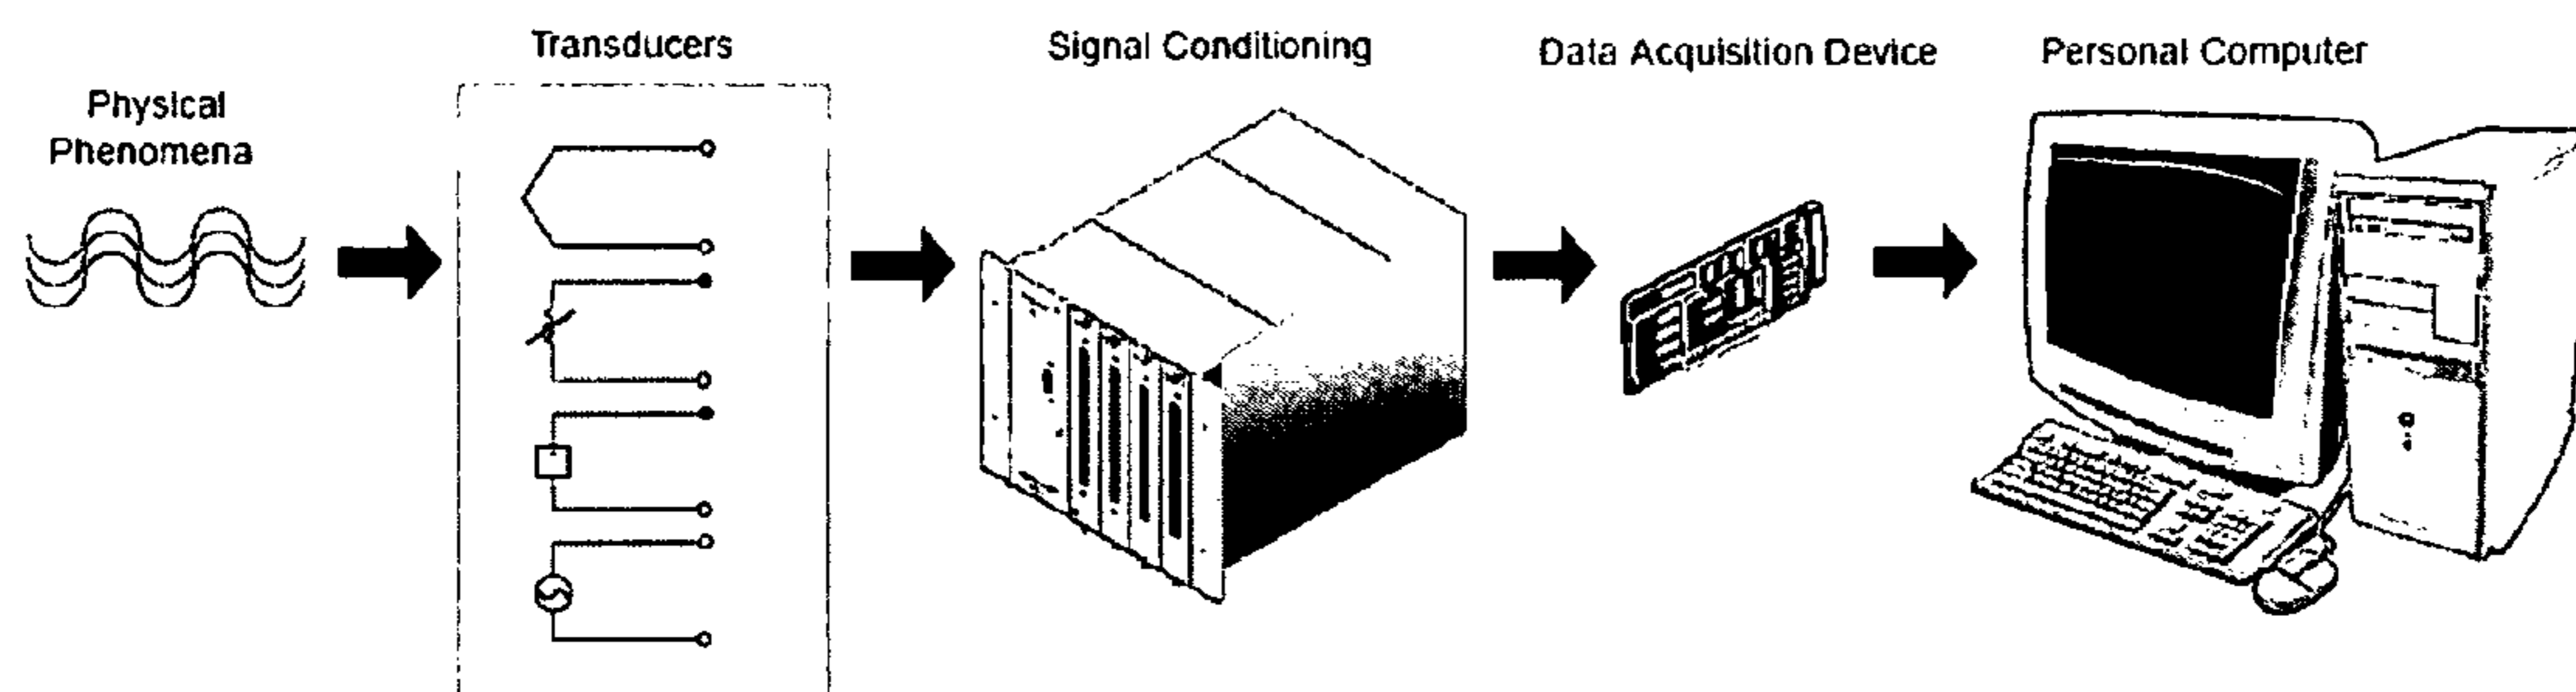 Physical
Phenomena
Transducers
Signal Conditioning
Data Acquisition Device
Personal Computer